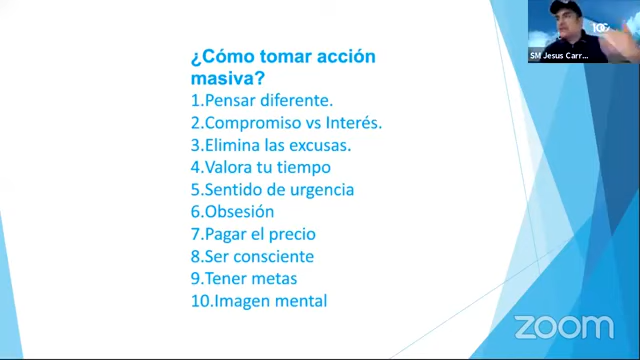 ¿Cómo tomar acción
masiva?
1.Pensar diferente.
2.Compromiso vs Interés.
3.Elimina las excusas.
4.Valora tu tiempo
5.Sentido de urgencia
6.Obsesión
7.Pagar el precio
8.Ser consciente
9.Tener metas
10.Imagen mental
SM Jesus Carr...
zoom